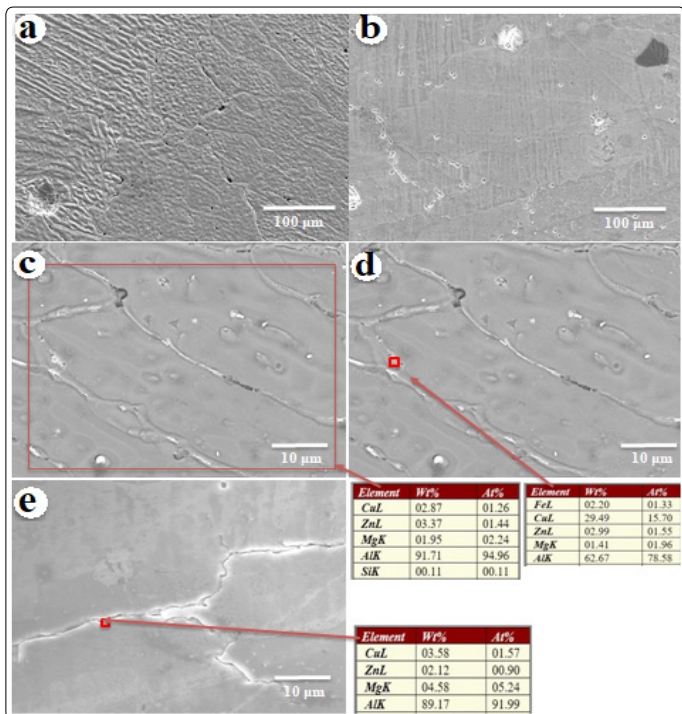 a
b
100 μm
100 μm
c
d
10 μm
10 μm
e
Element Wt% At%
CuL 02.87 01.26
ZnL 03.37 01.44
MgK 01.95 02.24
AlK 91.71 94.96
SiK 00.11 00.11
Element Wt% At%
FeL 02.20 01.33
CuL 29.49 15.70
ZnL 02.99 01.55
MgK 01.41 01.96
AlK 62.67 78.58
10 μm
Element Wt% At%
CuL 03.58 01.57
ZnL 02.12 00.90
MgK 04.58 05.24
AlK 89.17 91.99